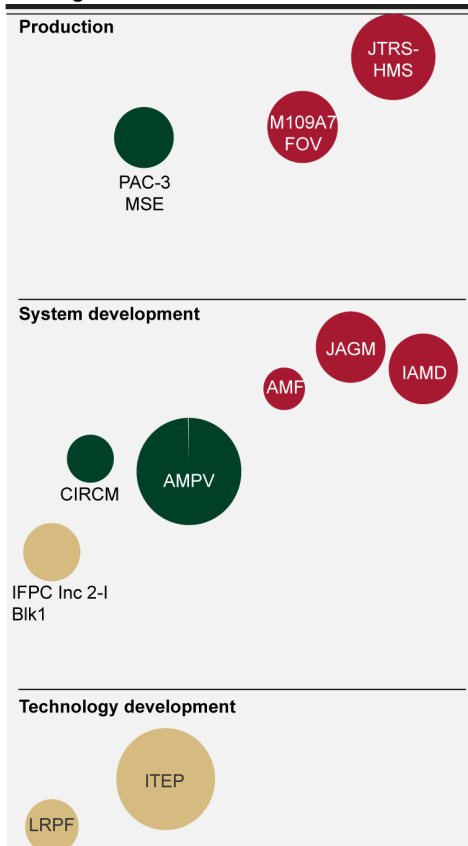 Production
JTRS-
HMS
M109A7
FOV
PAC-3
MSE
System development
JAGM
IAMD
AMF
CIRCM
AMPV
IFPC Inc 2-I
Blk1
Technology development
ITEP
LRPF